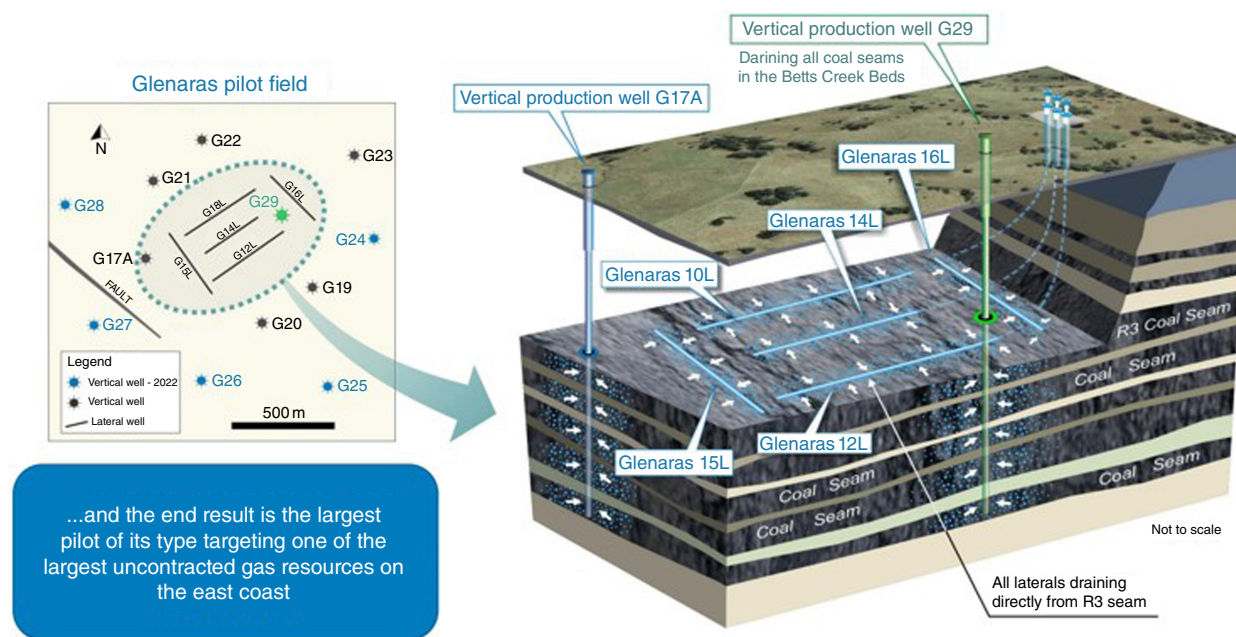 Glenaras pilot field
N
G22
G23
G21
G28
G18L
G16L
G29
G14L
G24
G17A
G15L
G12L
FAULT
G19
G27
G20
G26
G25
Legend
Vertical well - 2022
Vertical well
Lateral well
500 m
...and the end result is the largest
pilot of its type targeting one of the
largest uncontracted gas resources on
the east coast
Vertical production well G29
Darining all coal seams
in the Betts Creek Beds
Vertical production well G17A
Glenaras 16L
Glenaras 14L
Glenaras 10L
R3 Coal Seam
Coal Seam
Glenaras 12L
Glenaras 15L
Coal Seam
Coal Seam
Coal Seam
Not to scale
All laterals draining
directly from R3 seam